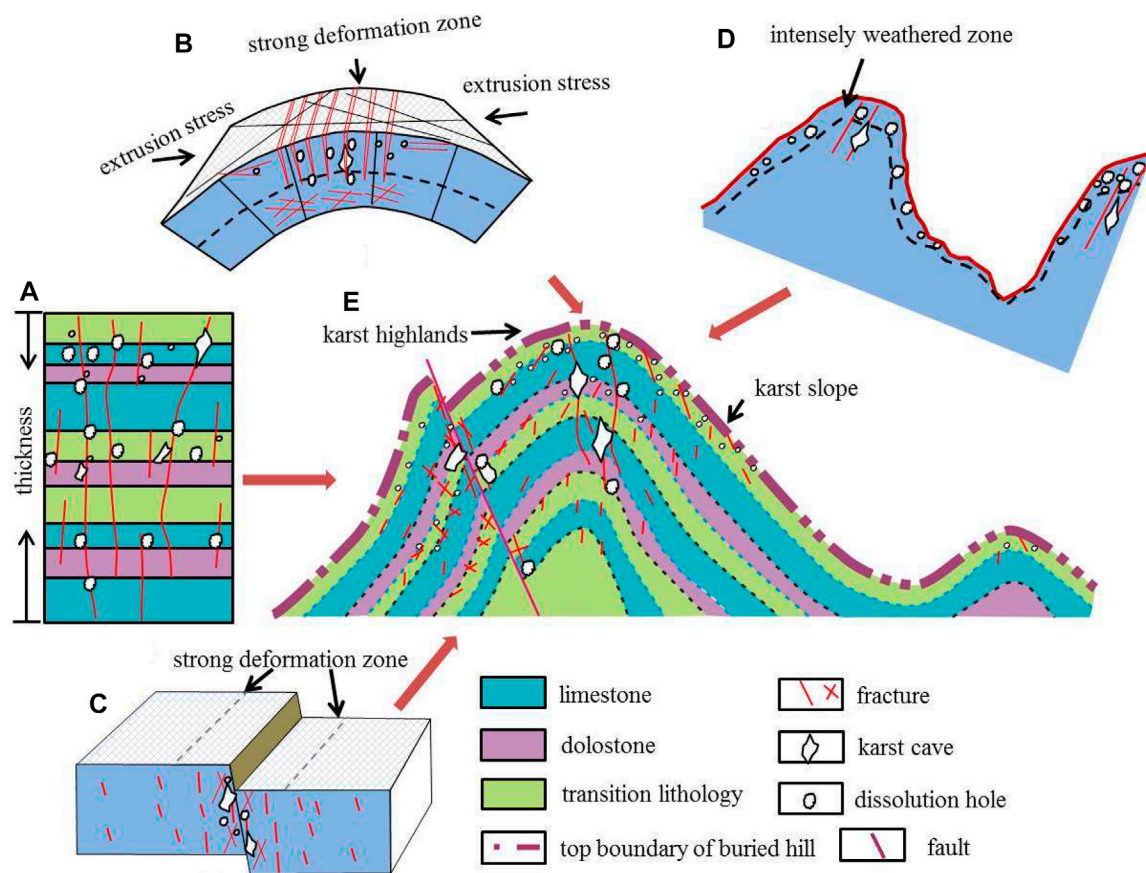 B
strong deformation zone
extrusion stress
extrusion stress
D
intensely weathered zone
A
thickness
E
karst highlands
karst slope
C
strong deformation zone
limestone
dolostone
transition lithology
top boundary of buried hill
fracture
karst cave
dissolution hole
fault